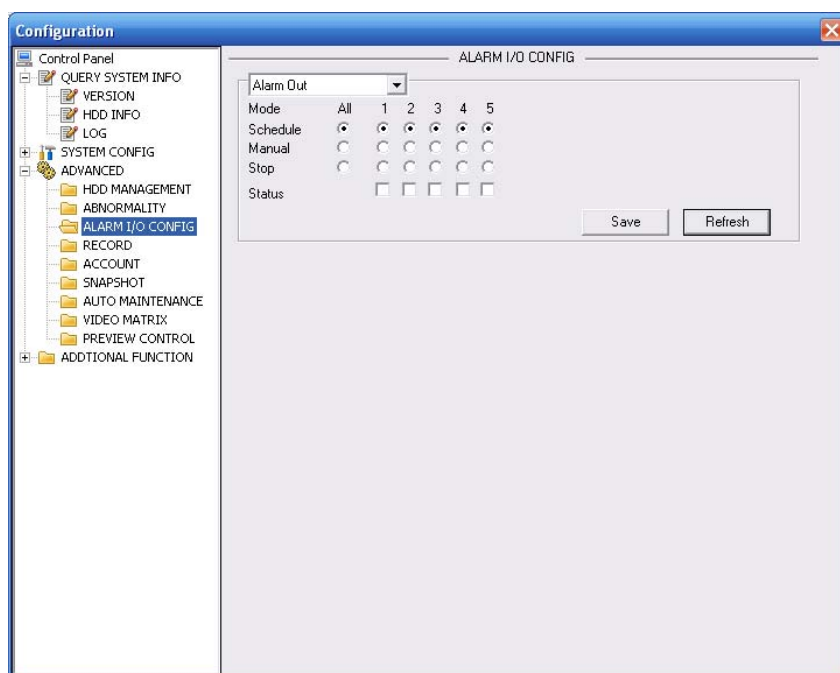 Configuration
Control Panel
QUERY SYSTEM INFO
VERSION
HDD INFO
LOG
SYSTEM CONFIG
ADVANCED
HDD MANAGEMENT
ABNORMALITY
ALARM I/O CONFIG
RECORD
ACCOUNT
SNAPSHOT
AUTO MAINTENANCE
VIDEO MATRIX
PREVIEW CONTROL
ADDTIONAL FUNCTION
ALARM I/O CONFIG
Alarm Out
Mode All 1 2 3 4 5
Schedule
Manual
Stop
Status
Save Refresh